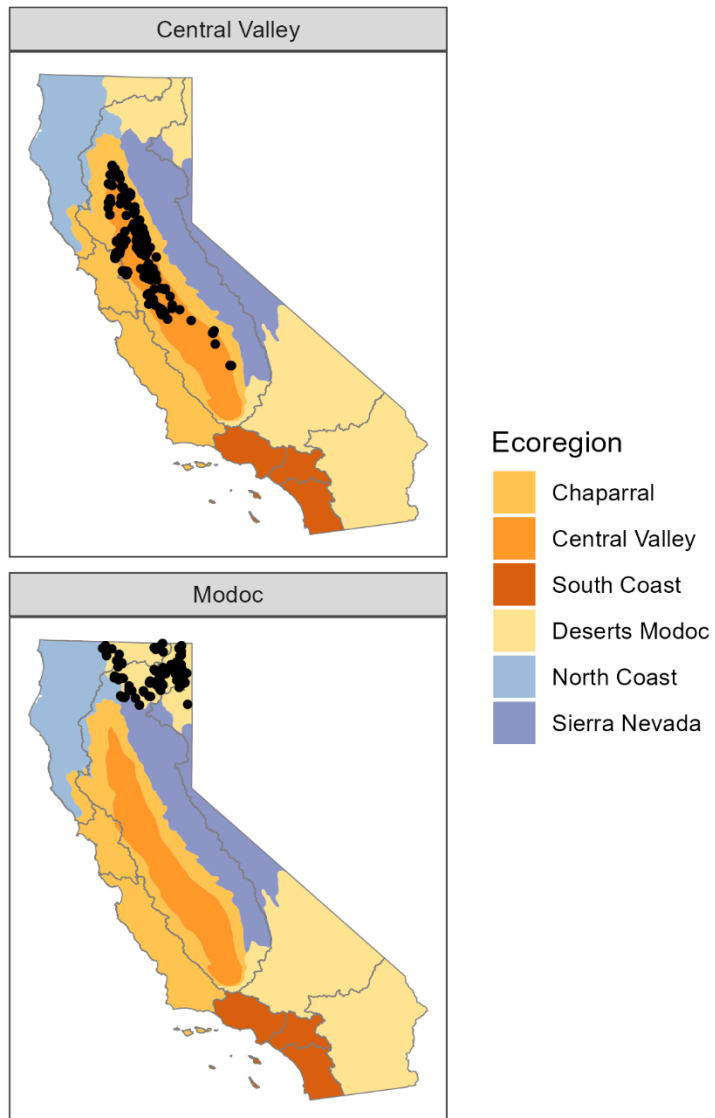 Central Valley
Modoc
Ecoregion
Chaparral
Central Valley
South Coast
Deserts Modoc
North Coast
Sierra Nevada